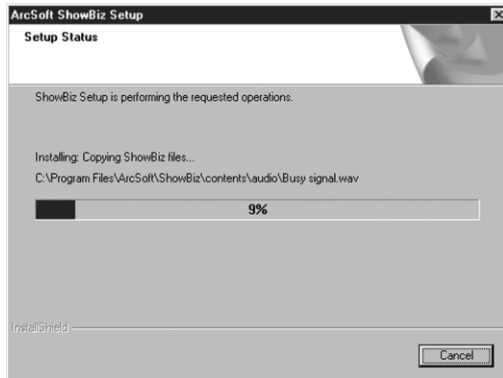 ArcSoft ShowBiz Setup
Setup Status
ShowBiz Setup is performing the requested operations.
Installing: Copying ShowBiz files...
C:\Program Files\ArcSoft\ShowBiz\contents\audio\Busy signal.wav
9%
InstallShield
Cancel